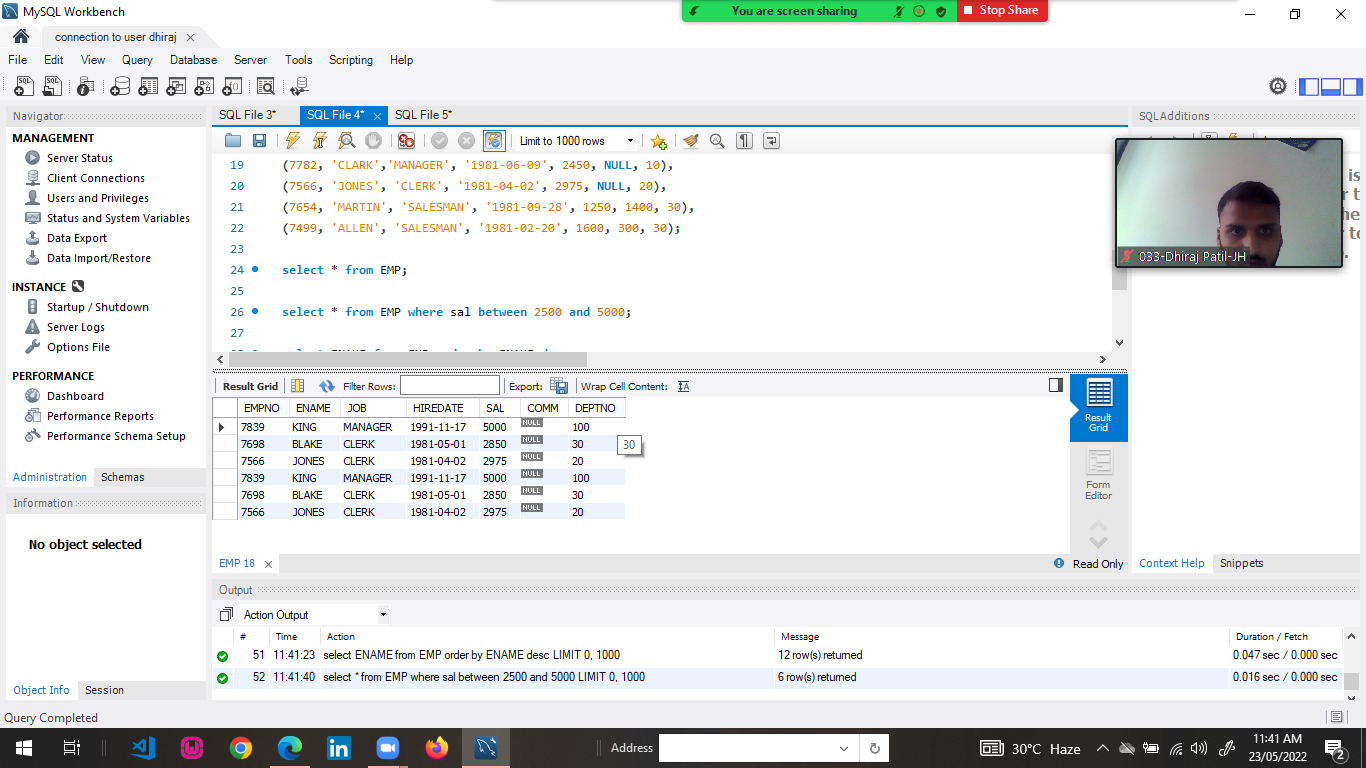 MySQL Workbench
You are screen sharing
Stop Share
connection to user dhiraj
File Edit View Query Database Server Tools Scripting Help
Navigator
MANAGEMENT
Server Status
Client Connections
Users and Privileges
Status and System Variables
Data Export
Data Import/Restore
INSTANCE
Startup / Shutdown
Server Logs
Options File
PERFORMANCE
Dashboard
Performance Reports
Performance Schema Setup
Administration Schemas
Information
No object selected
Object Info Session
SQL File 3* SQL File 4* SQL File 5*
Limit to 1000 rows
19 (7782, 'CLARK','MANAGER', '1981-06-09', 2450, NULL, 10),
20 (7566, 'JONES', 'CLERK', '1981-04-02', 2975, NULL, 20),
21 (7654, 'MARTIN', 'SALESMAN', '1981-09-28', 1250, 1400, 30),
22 (7499, 'ALLEN', 'SALESMAN', '1981-02-20', 1600, 300, 30);
23
24 select * from EMP;
25
26 select * from EMP where sal between 2500 and 5000;
27
Result Grid Filter Rows: Export: Wrap Cell Content:
EMPNO ENAME JOB HIREDATE SAL COMM DEPTNO
7839 KING MANAGER 1991-11-17 5000 NULL 100
7698 BLAKE CLERK 1981-05-01 2850 NULL 30
30
7566 JONES CLERK 1981-04-02 2975 NULL 20
7839 KING MANAGER 1991-11-17 5000 NULL 100
7698 BLAKE CLERK 1981-05-01 2850 NULL 30
7566 JONES CLERK 1981-04-02 2975 NULL 20
Result
Grid
Form
Editor
EMP 18
Read Only
SQLAdditions
033-Dhiraj Patil-JH
Context Help Snippets
Output
Action Output
# Time Action Message Duration / Fetch
51 11:41:23 select ENAME from EMP order by ENAME desc LIMIT 0, 1000 12 row(s) returned 0.047 sec / 0.000 sec
52 11:41:40 select * from EMP where sal between 2500 and 5000 LIMIT 0, 1000 6 row(s) returned 0.016 sec / 0.000 sec
Query Completed
Address
30°C Haze
11:41 AM
23/05/2022
2